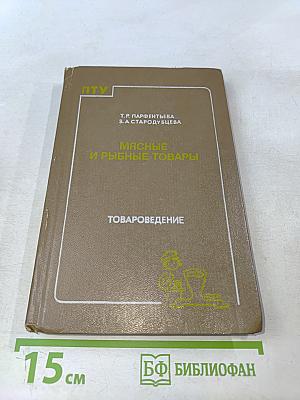 ПТУ
Т. Р. ПАРФЕНТЬЕВА
З. А. СТАРОДУБЦЕВА
МЯСНЫЕ
И РЫБНЫЕ ТОВАРЫ
ТОВАРОВЕДЕНИЕ
15 см
БФ БИБЛИОФАН